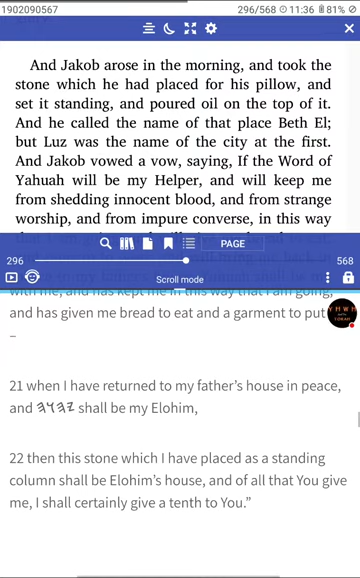 1902090567
296/568 11:36 81%
And Jakob arose in the morning, and took the
stone which he had placed for his pillow, and
set it standing, and poured oil on the top of it.
And he called the name of that place Beth El;
but Luz was the name of the city at the first.
And Jakob vowed a vow, saying, If the Word of
Yahuah will be my Helper, and will keep me
from shedding innocent blood, and from strange
worship, and from impure converse, in this way
PAGE
296
568
Scroll mode
with me, and has kept me in this way that I am going,
and has given me bread to eat and a garment to put
–
21 when I have returned to my father’s house in peace,
and 𐤉𐤄𐤅𐤄 shall be my Elohim,
22 then this stone which I have placed as a standing
column shall be Elohim’s house, and of all that You give
me, I shall certainly give a tenth to You.”